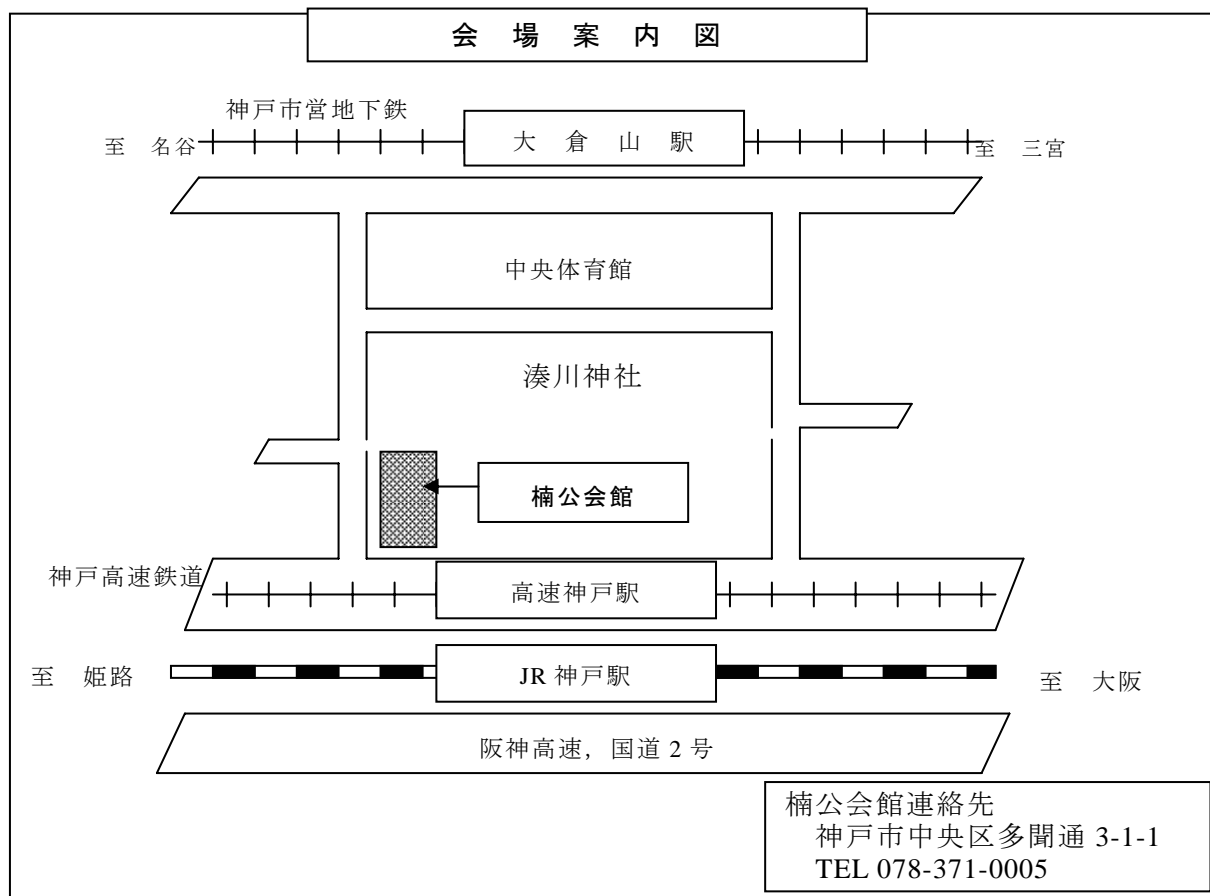 会 場 案 内 図
神戸市営地下鉄
至 名谷
大 倉 山 駅
至 三宮
中央体育館
湊川神社
楠公会館
神戸高速鉄道
高速神戸駅
至 姫路
JR 神戸駅
至 大阪
阪神高速，国道 2 号
楠公会館連絡先
神戸市中央区多聞通 3-1-1
TEL 078-371-0005